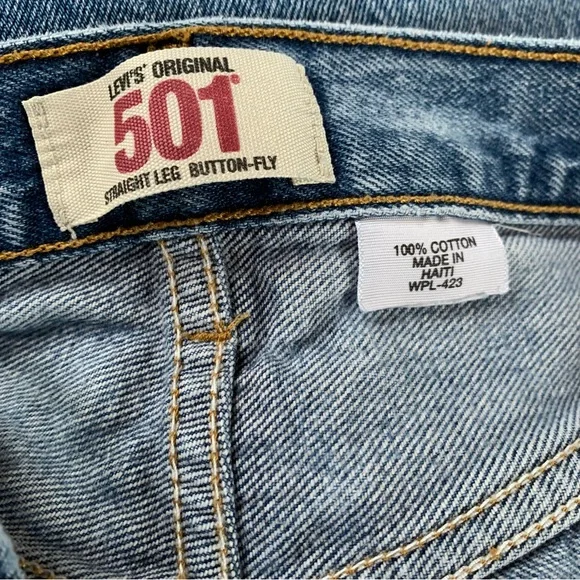 LEVI'S® ORIGINAL
501®
STRAIGHT LEG BUTTON-FLY
100% COTTON
MADE IN
HAITI
WPL-423